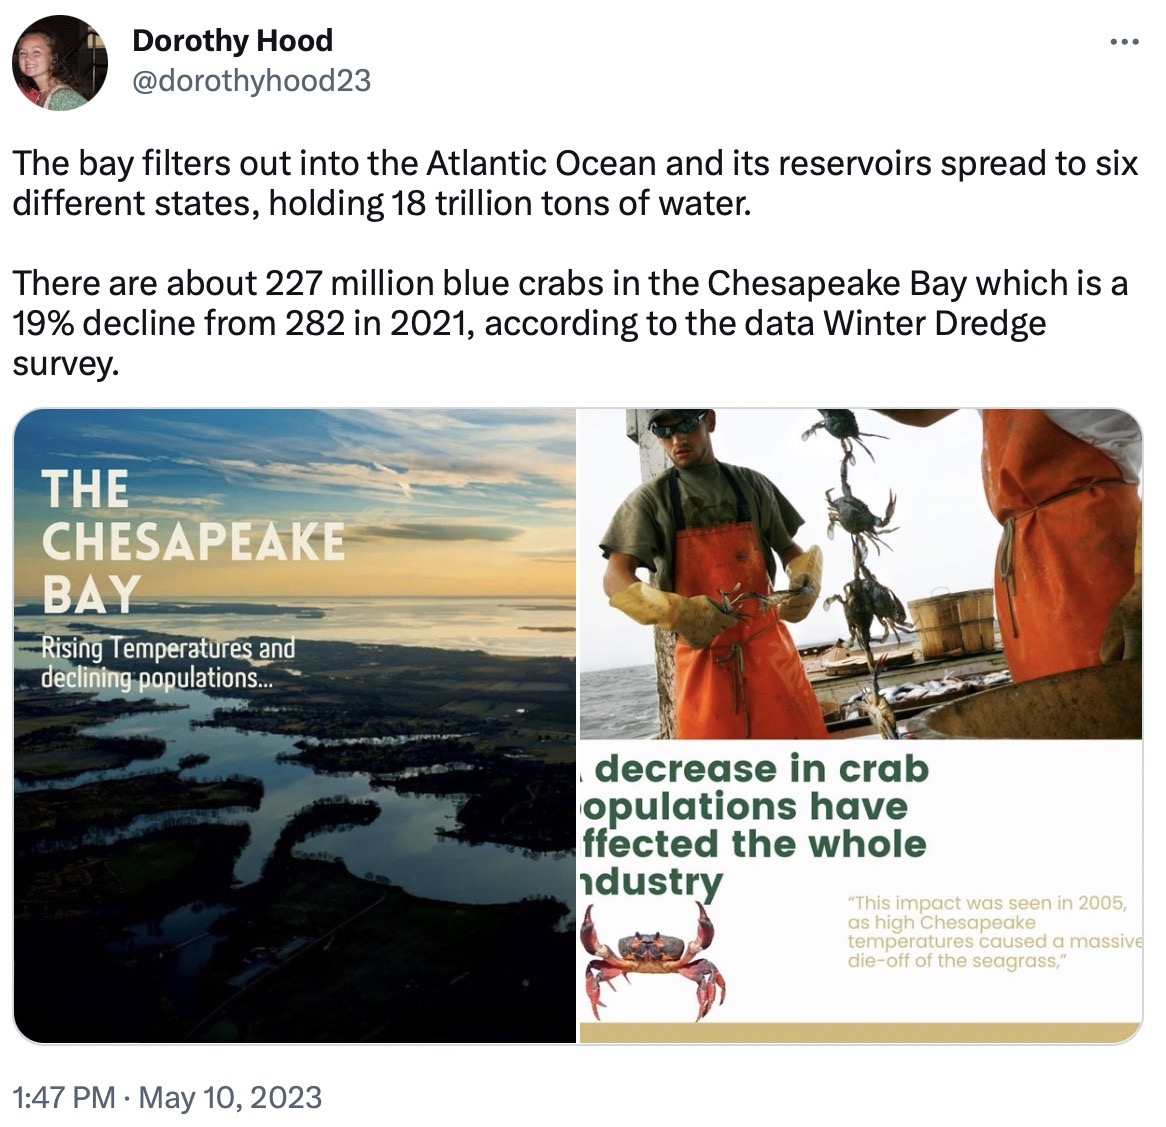 Dorothy Hood
@dorothyhood23
The bay filters out into the Atlantic Ocean and its reservoirs spread to six
different states, holding 18 trillion tons of water.
There are about 227 million blue crabs in the Chesapeake Bay which is a
19% decline from 282 in 2021, according to the data Winter Dredge
survey.
THE
CHESAPEAKE
BAY
Rising Temperatures and
declining populations...
decrease in crab
opulations have
ffected the whole
ndustry
“This impact was seen in 2005,
as high Chesapeake
temperatures caused a massive
die-off of the seagrass,”
1:47 PM · May 10, 2023